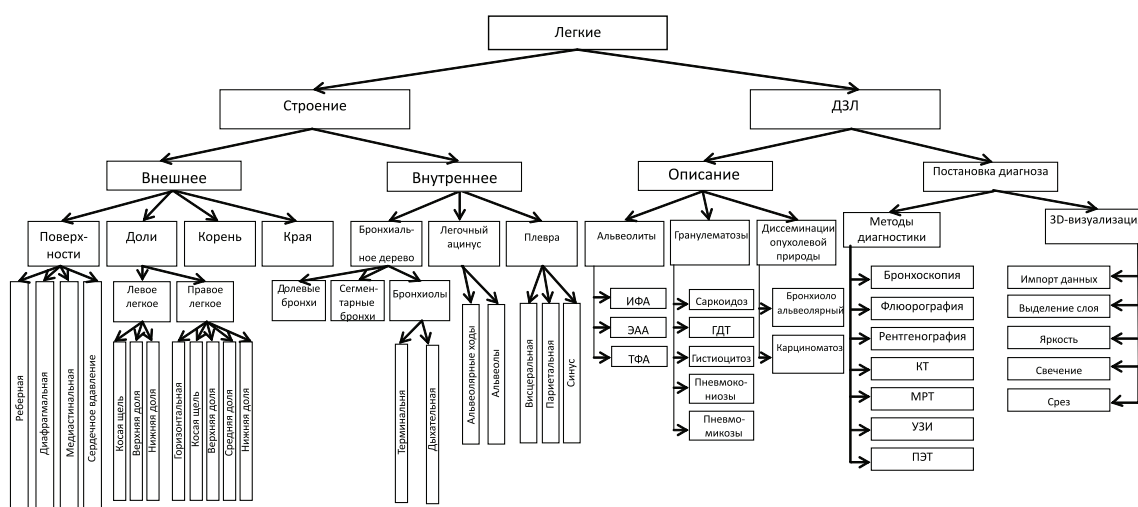 Легкие
Строение
ДЗЛ
Внешнее
Внутреннее
Описание
Постановка диагноза
Поверх-
ности
Доли
Корень
Края
Бронхиаль-
ное дерево
Легочный
ацинус
Плевра
Альвеолиты
Гранулематозы
Диссеминации
опухолевой
природы
Методы
диагностики
3D-визуализаци
Реберная
Диафрагмальная
Медиастинальная
Сердечное вдавление
Левое
легкое
Правое
легкое
Косая щель
Верхняя доля
Нижняя доля
Горизонтальная
Косая щель
Верхняя доля
Средняя доля
Нижняя доля
Долевые
бронхи
Сегмен-
тарные
бронхи
Бронхиолы
Терминальня
Дыхательная
Альвеолярные ходы
Альвеолы
Висцеральная
Париетальная
Синус
ИФА
ЭАА
ТФА
Саркоидоз
ГДТ
Гистиоцитоз
Пневмоко-
ниозы
Пневмо-
микозы
Бронхиоло
альвеолярный
Карциноматоз
Бронхоскопия
Флюорография
Рентгенография
КТ
МРТ
УЗИ
ПЭТ
Импорт данных
Выделение слоя
Яркость
Свечение
Срез